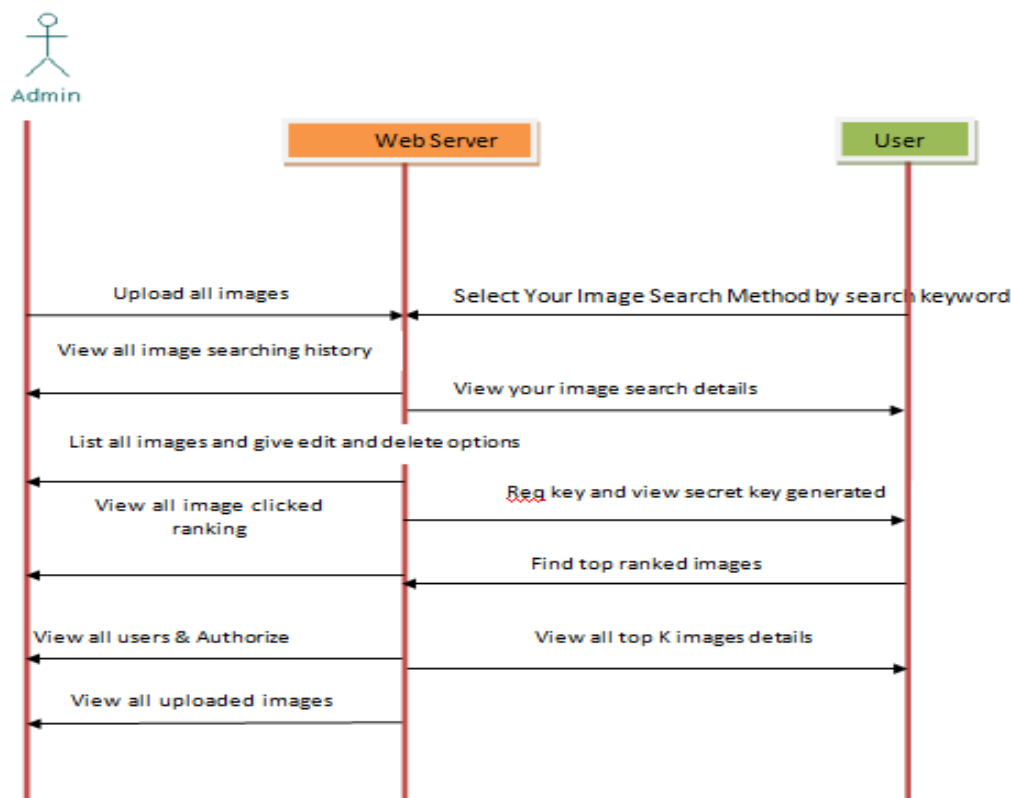 Admin
Web Server
User
Upload all images
Select Your Image Search Method by search keyword
View all image searching history
View your image search details
List all images and give edit and delete options
Req key and view secret key generated
View all image clicked
ranking
Find top ranked images
View all users & Authorize
View all top K images details
View all uploaded images